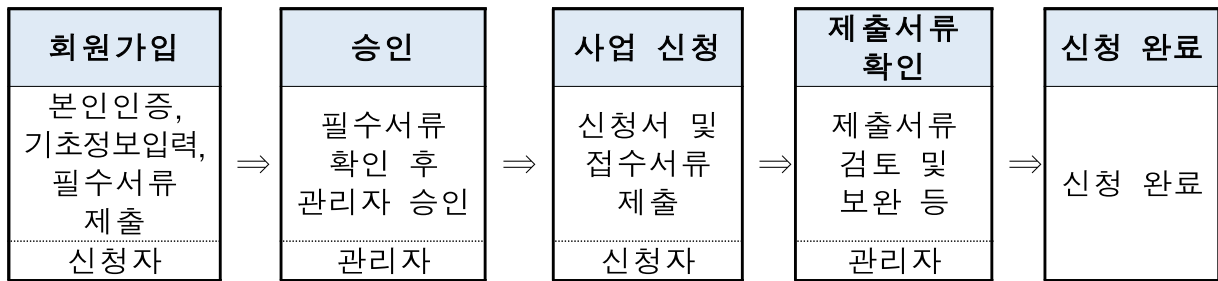 회원가입
본인인증,
기초정보입력,
필수서류
제출
신청자
⇒
승인
필수서류
확인 후
관리자 승인
관리자
⇒
사업 신청
신청서 및
접수서류
제출
신청자
⇒
제출서류
확인
제출서류
검토 및
보완 등
관리자
⇒
신청 완료
신청 완료